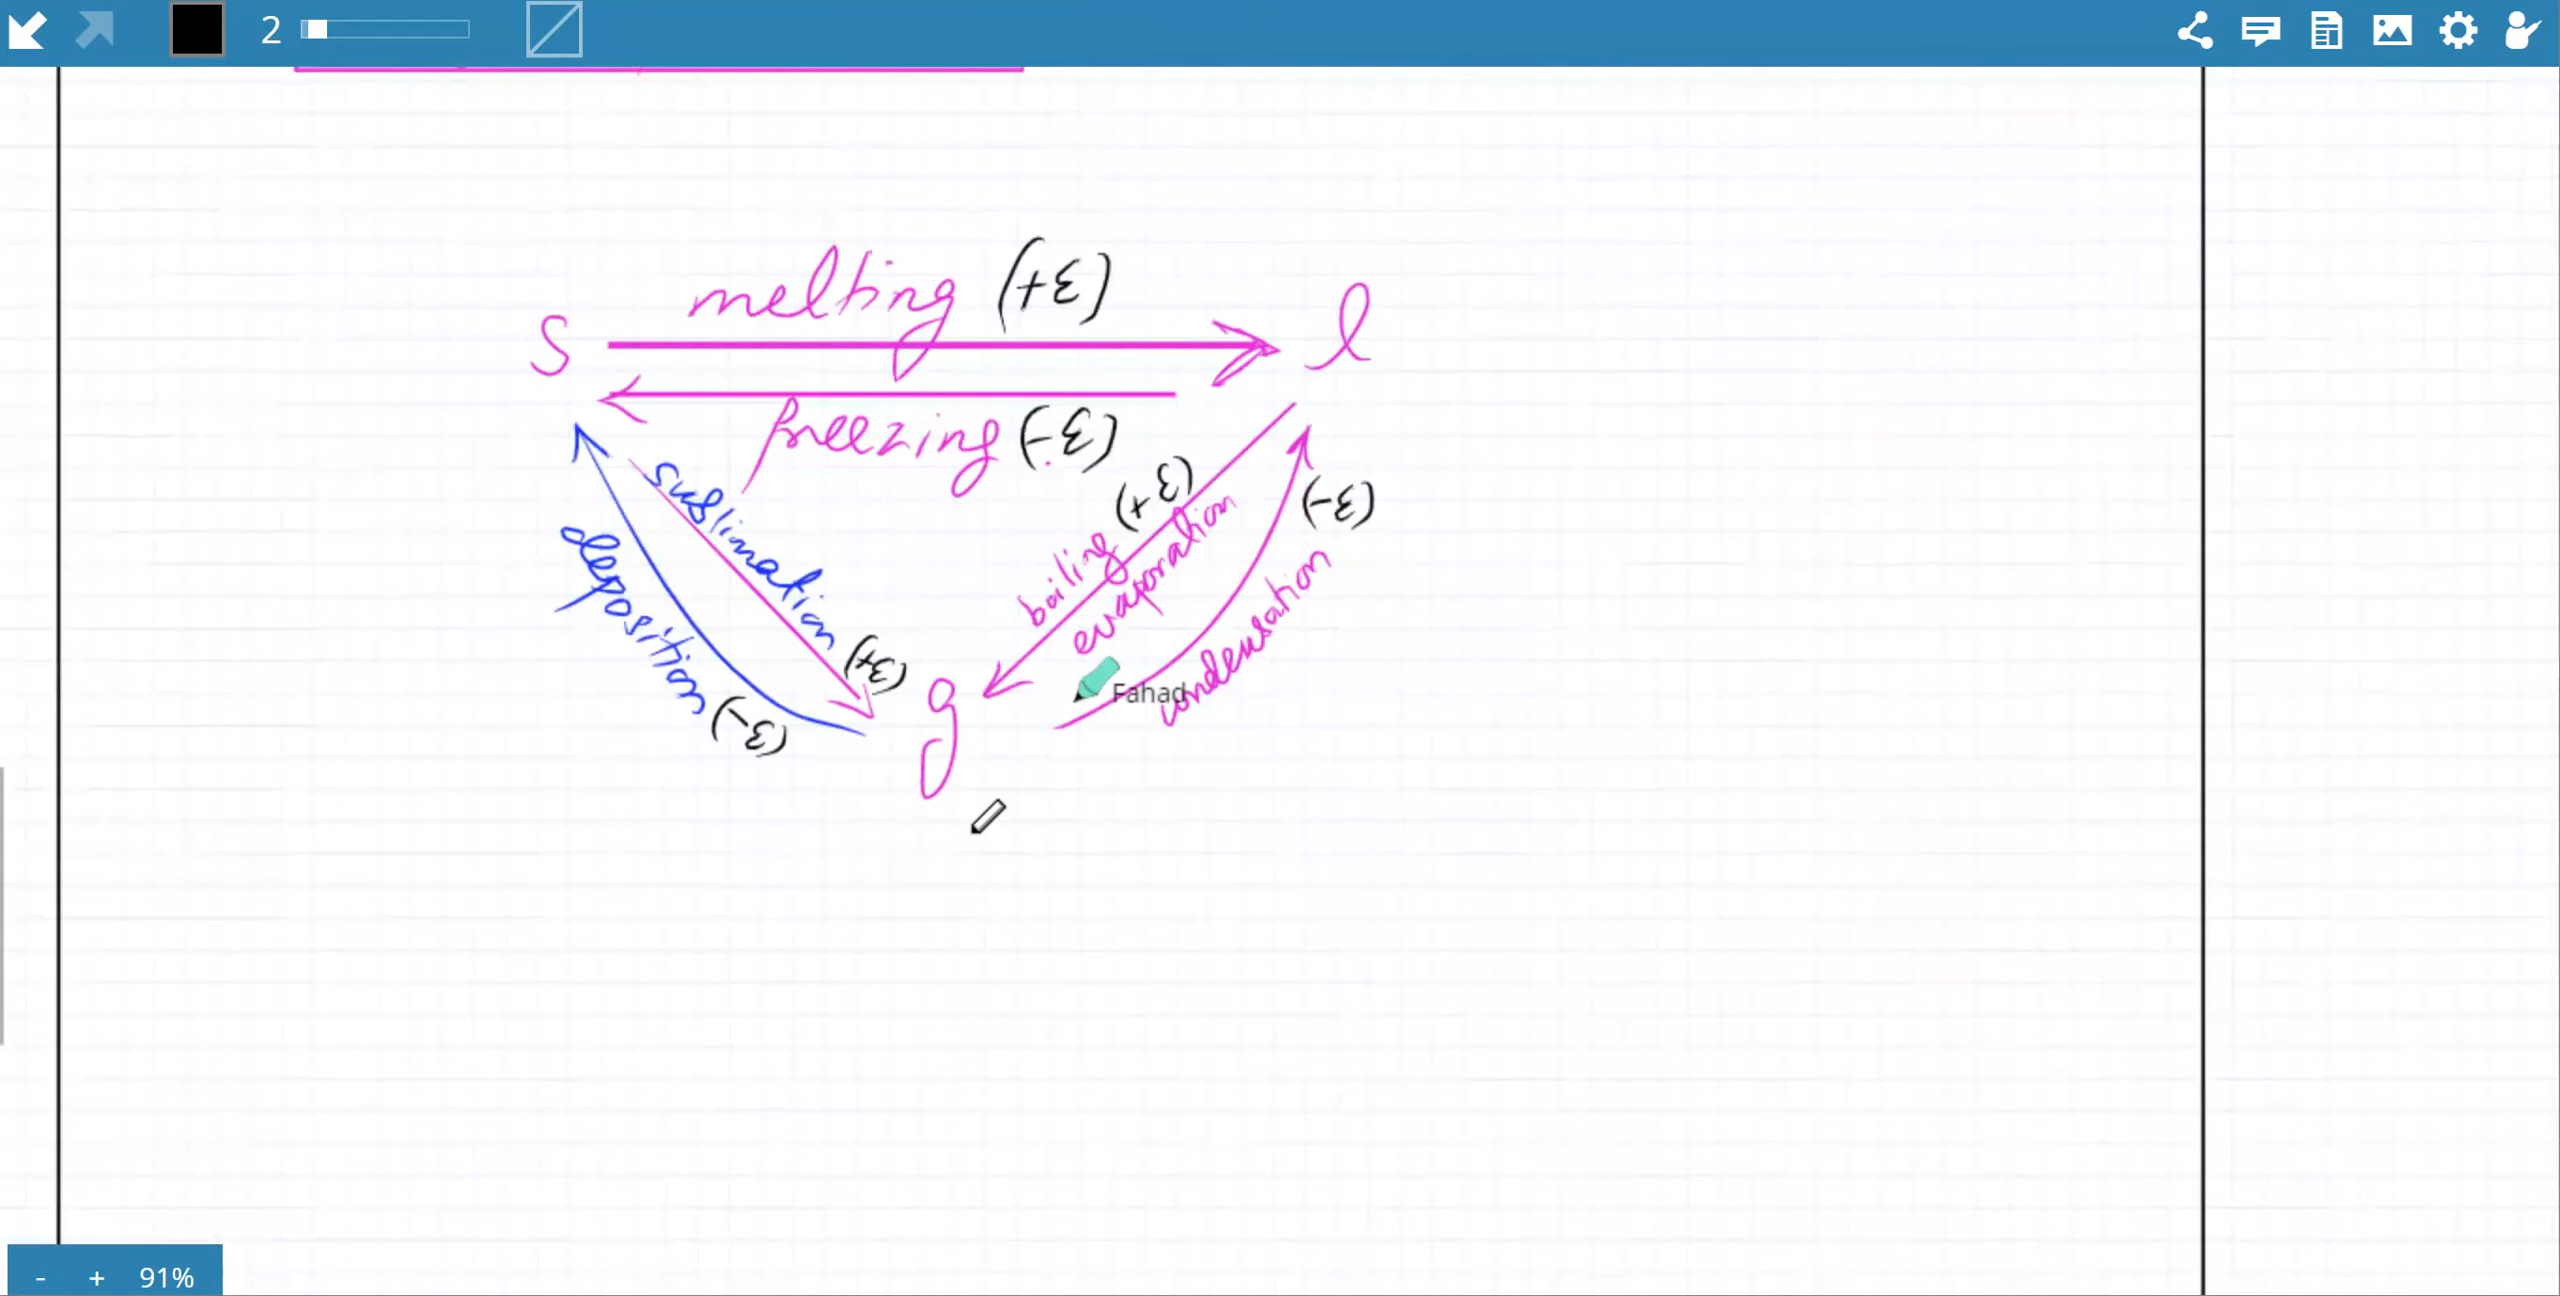 2
melting (+E)
s
l
freezing (-E)
sublimation (+E)
deposition (-E)
boiling (+E)
evaporation
condensation (-E)
Fahad
g
- + 91%